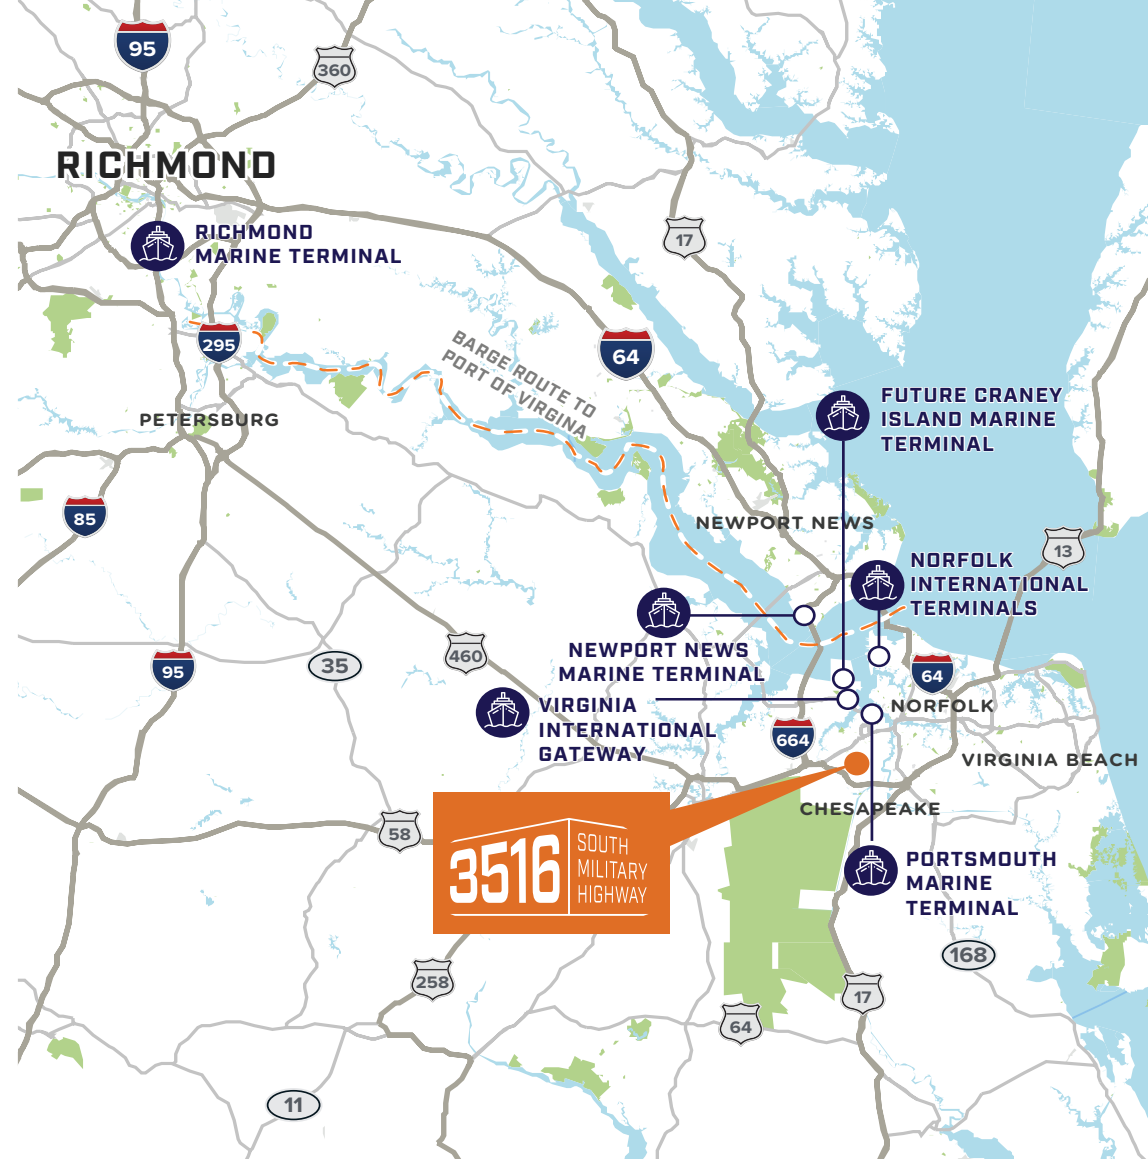 95
360
RICHMOND
RICHMOND
MARINE TERMINAL
17
295
64
BARGE ROUTE TO
PORT OF VIRGINA
FUTURE CRANEY
ISLAND MARINE
TERMINAL
PETERSBURG
85
NEWPORT NEWS
13
NORFOLK
INTERNATIONAL
TERMINALS
NEWPORT NEWS
MARINE TERMINAL
460
35
95
64
VIRGINIA
INTERNATIONAL
GATEWAY
NORFOLK
664
VIRGINIA BEACH
CHESAPEAKE
58
3516
SOUTH
MILITARY
HIGHWAY
PORTSMOUTH
MARINE
TERMINAL
168
258
17
64
11